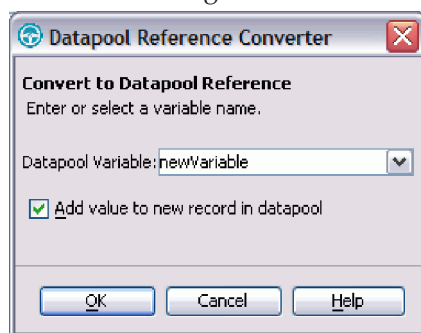 Datapool Reference Converter
Convert to Datapool Reference
Enter or select a variable name.
Datapool Variable: newVariable
Add value to new record in datapool
OK Cancel Help